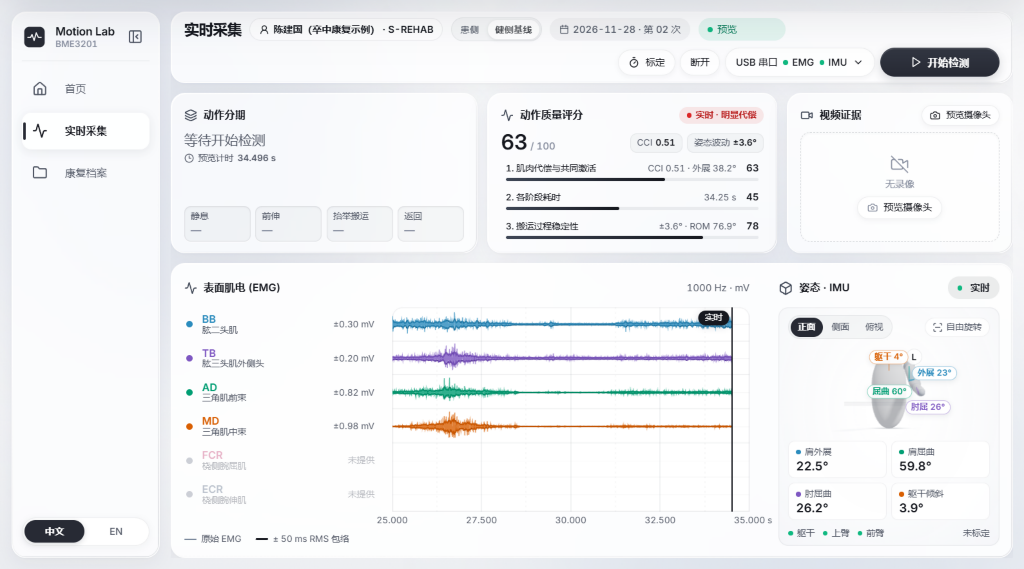 Motion Lab
BME3201
首页
实时采集
康复档案
中文
EN
实时采集
陈建国（卒中康复示例）· S-REHAB
患侧
健侧基线
2026-11-28 · 第 02 次
预览
标定
断开
USB 串口
EMG
IMU
开始检测
动作分期
等待开始检测
预览计时 34.496 s
静息
—
前伸
—
抬举搬运
—
返回
—
动作质量评分
实时 · 明显代偿
63 / 100
CCI 0.51
姿态波动 ±3.6°
1. 肌肉代偿与共同激活
CCI 0.51 · 外展 38.2°
63
2. 各阶段耗时
34.25 s
45
3. 搬运过程稳定性
±3.6° · ROM 76.9°
78
视频证据
预览摄像头
无录像
预览摄像头
表面肌电 (EMG)
1000 Hz · mV
BB
肱二头肌
±0.30 mV
TB
肱三头肌外侧头
±0.20 mV
AD
三角肌前束
±0.82 mV
MD
三角肌中束
±0.98 mV
FCR
桡侧腕屈肌
未提供
ECR
桡侧腕伸肌
未提供
实时
25.000
27.500
30.000
32.500
35.000 s
原始 EMG
± 50 ms RMS 包络
姿态 · IMU
实时
正面
侧面
俯视
自由旋转
躯干 4°
L
外展 23°
屈曲 60°
肘屈 26°
肩外展
22.5°
肩屈曲
59.8°
肘屈曲
26.2°
躯干倾斜
3.9°
躯干
上臂
前臂
未标定